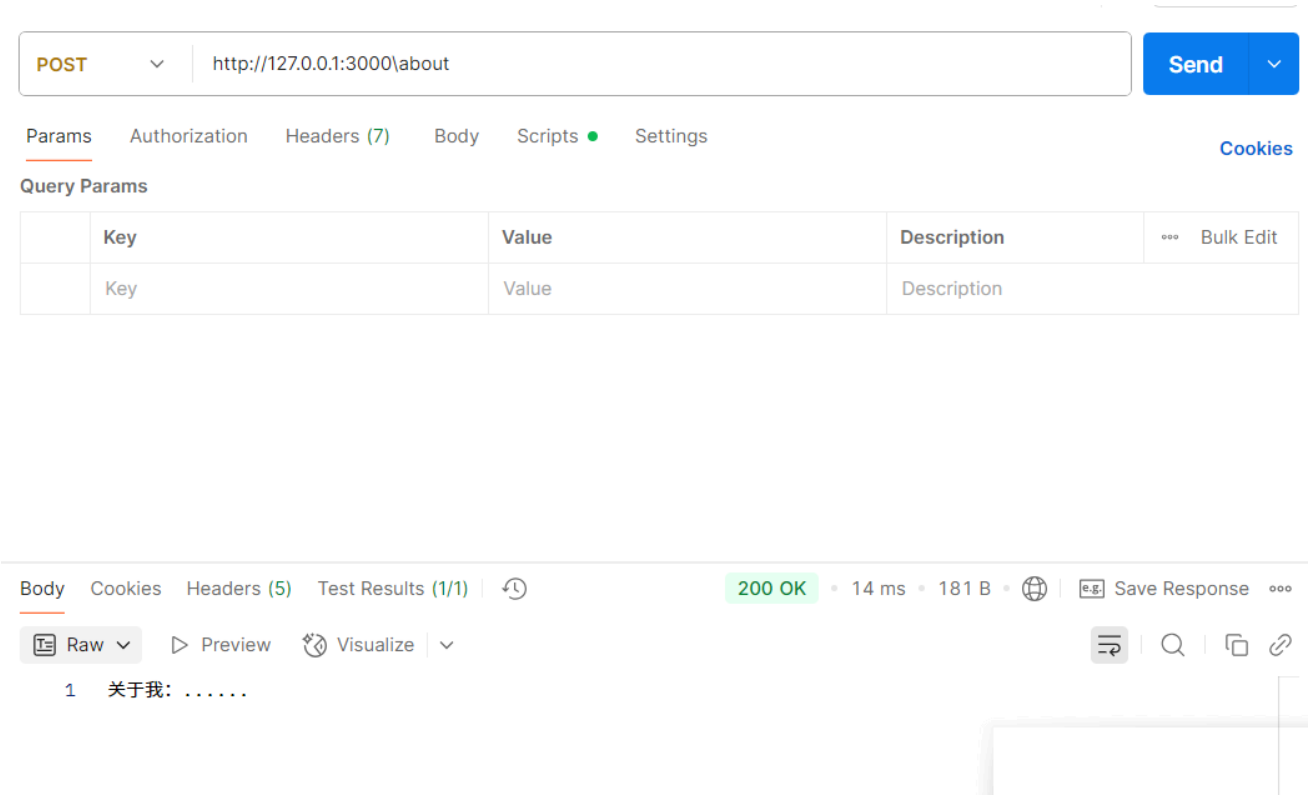 POST http://127.0.0.1:3000\about Send
Params Authorization Headers (7) Body Scripts Settings Cookies
Query Params
Key Value Description Bulk Edit
Key Value Description
Body Cookies Headers (5) Test Results (1/1) 200 OK 14 ms 181 B e.g. Save Response
Raw Preview Visualize
1 关于我：......